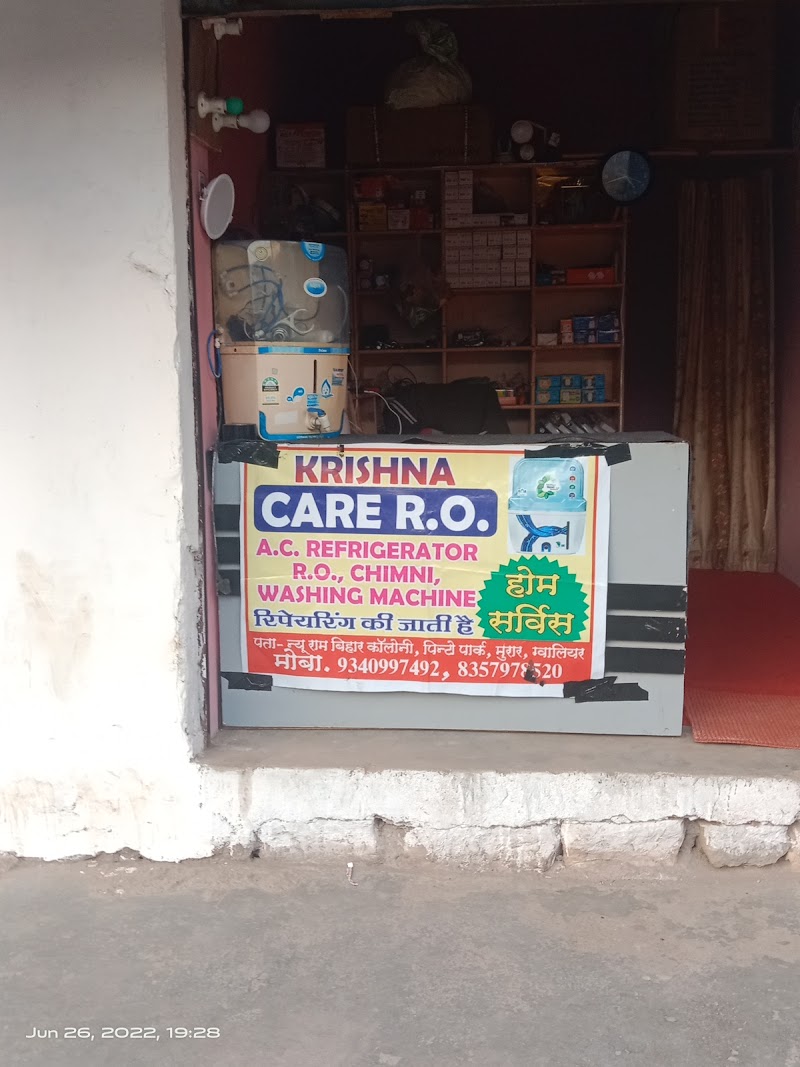 KRISHNA
CARE R.O.
A.C. REFRIGERATOR
R.O., CHIMNI,
WASHING MACHINE
रिपेयरिंग की जाती है
होम
सर्विस
पता- न्यू राम बिहार कॉलोनी, पिन्टो पार्क, मुरार, ग्वालियर
मोबा. 9340997492, 8357978520
Jun 26, 2022, 19:28